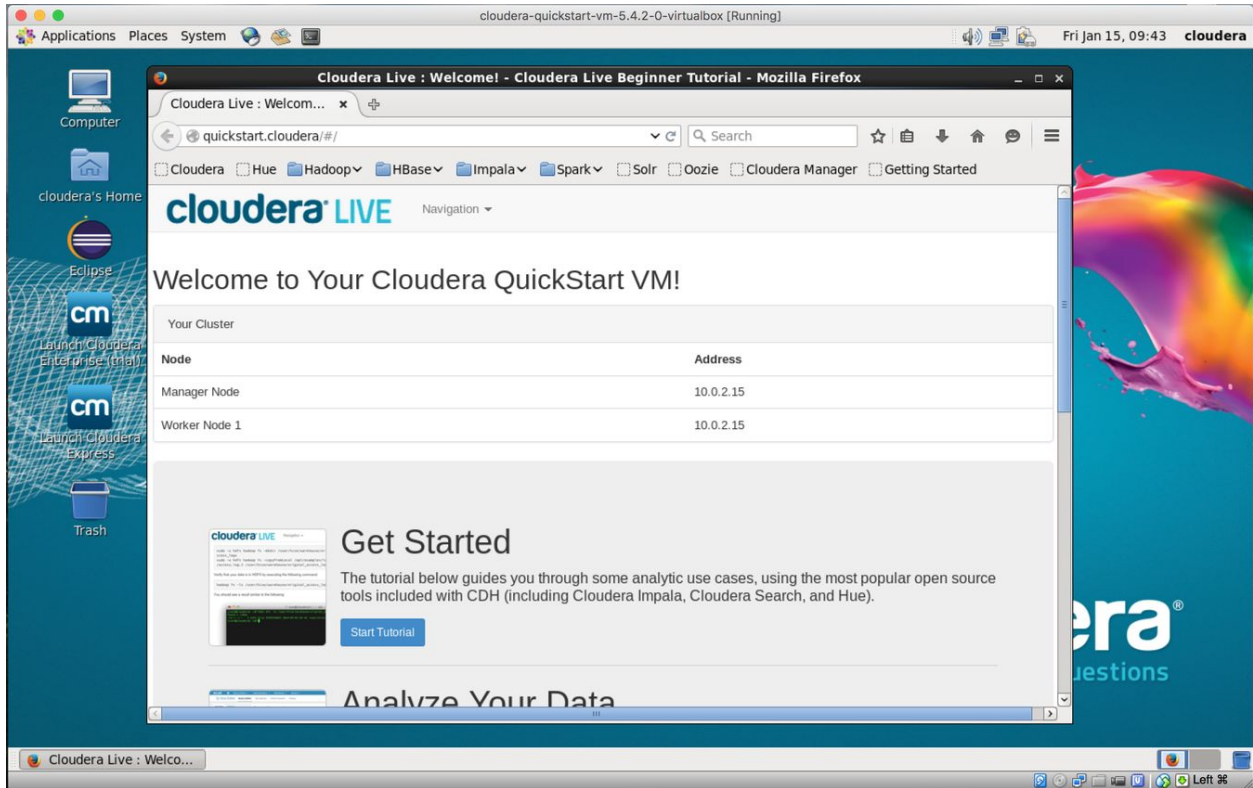 cloudera-quickstart-vm-5.4.2-0-virtualbox [Running]
Applications Places System
Fri Jan 15, 09:43 cloudera
Computer
cloudera's Home
Eclipse
cm
Launch Cloudera
Enterprise (trial)
cm
Launch Cloudera
Express
Trash
Cloudera Live : Welcome! - Cloudera Live Beginner Tutorial - Mozilla Firefox
Cloudera Live : Welcom...
quickstart.cloudera/#/
Search
Cloudera Hue Hadoop HBase Impala Spark Solr Oozie Cloudera Manager Getting Started
cloudera LIVE Navigation
Welcome to Your Cloudera QuickStart VM!
Your Cluster
Node Address
Manager Node 10.0.2.15
Worker Node 1 10.0.2.15
cloudera LIVE
Get Started
The tutorial below guides you through some analytic use cases, using the most popular open source
tools included with CDH (including Cloudera Impala, Cloudera Search, and Hue).
Start Tutorial
Analyze Your Data
era®
uestions
Cloudera Live : Welco...
Left ⌘